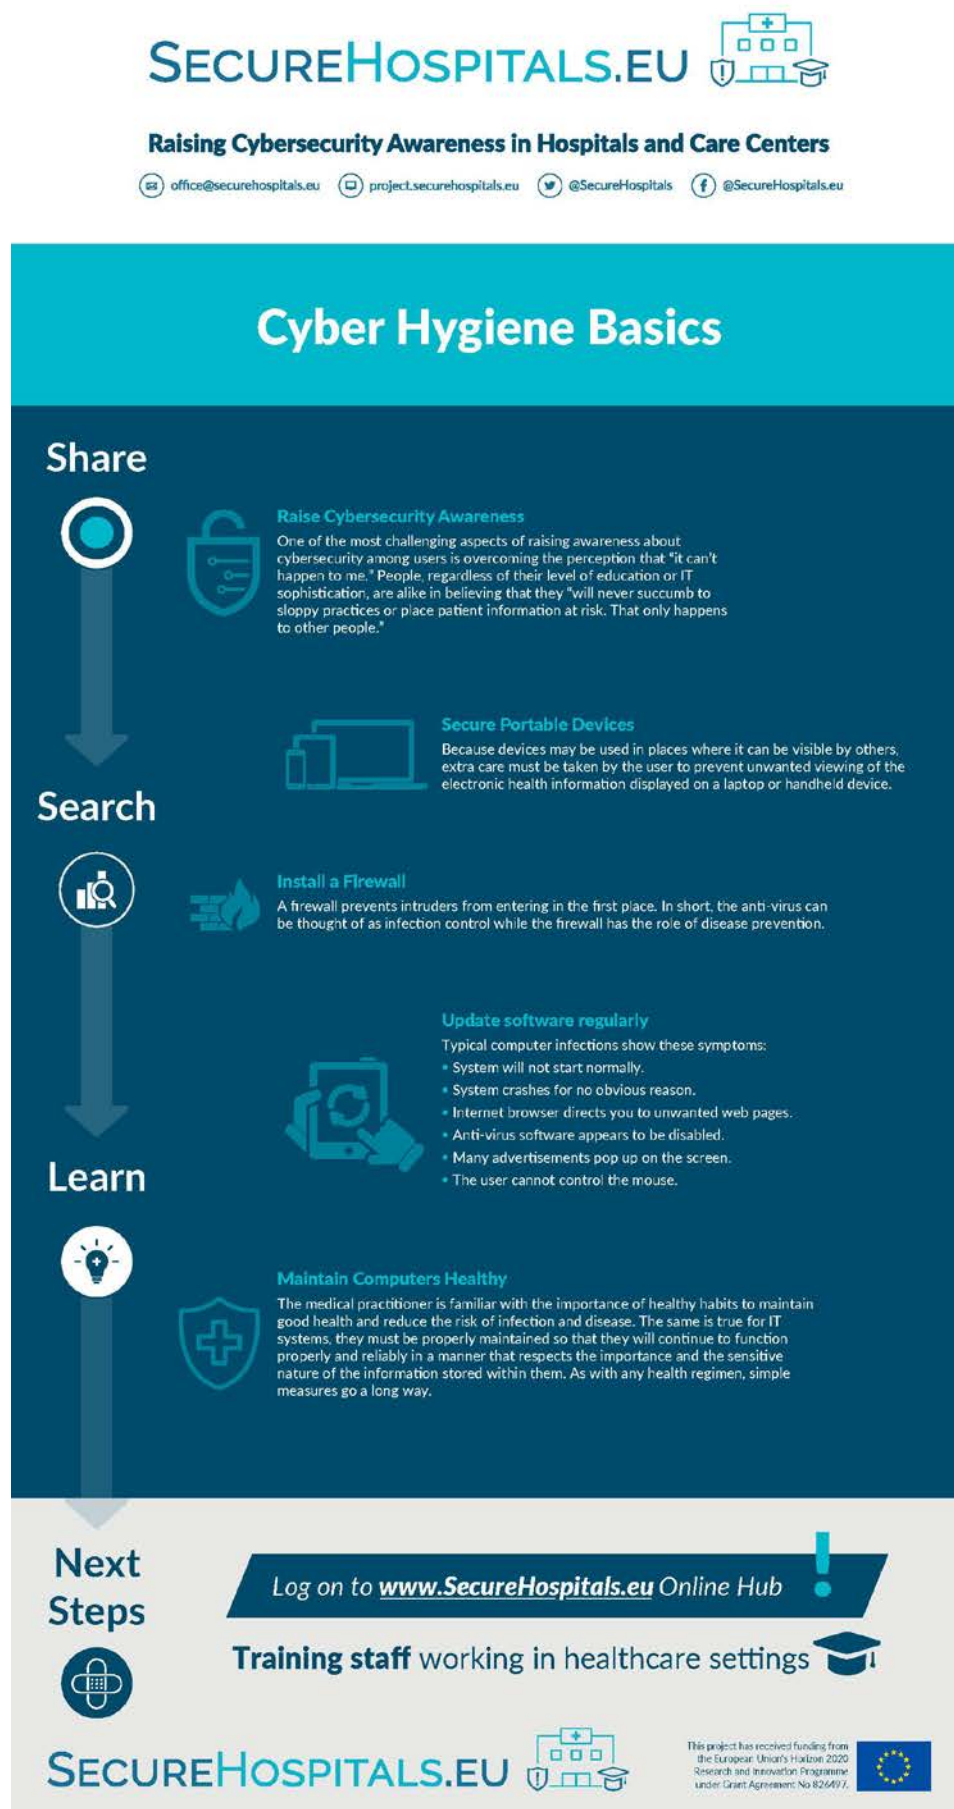 SECUREHOSPITALS.EU
Raising Cybersecurity Awareness in Hospitals and Care Centers
office@securehospitals.eu project.securehospitals.eu @SecureHospitals @SecureHospitals.eu
Cyber Hygiene Basics
Share
Raise Cybersecurity Awareness
One of the most challenging aspects of raising awareness about
cybersecurity among users is overcoming the perception that "it can't
happen to me." People, regardless of their level of education or IT
sophistication, are alike in believing that they "will never succumb to
sloppy practices or place patient information at risk. That only happens
to other people."
Secure Portable Devices
Because devices may be used in places where it can be visible by others,
extra care must be taken by the user to prevent unwanted viewing of the
electronic health information displayed on a laptop or handheld device.
Search
Install a Firewall
A firewall prevents intruders from entering in the first place. In short, the anti-virus can
be thought of as infection control while the firewall has the role of disease prevention.
Update software regularly
Typical computer infections show these symptoms:
• System will not start normally.
• System crashes for no obvious reason.
• Internet browser directs you to unwanted web pages.
• Anti-virus software appears to be disabled.
• Many advertisements pop up on the screen.
• The user cannot control the mouse.
Learn
Maintain Computers Healthy
The medical practitioner is familiar with the importance of healthy habits to maintain
good health and reduce the risk of infection and disease. The same is true for IT
systems, they must be properly maintained so that they will continue to function
properly and reliably in a manner that respects the importance and the sensitive
nature of the information stored within them. As with any health regimen, simple
measures go a long way.
Next
Steps
Log on to www.SecureHospitals.eu Online Hub !
Training staff working in healthcare settings
SECUREHOSPITALS.EU
This project has received funding from
the European Union's Horizon 2020
Research and Innovation Programme
under Grant Agreement No 826497.